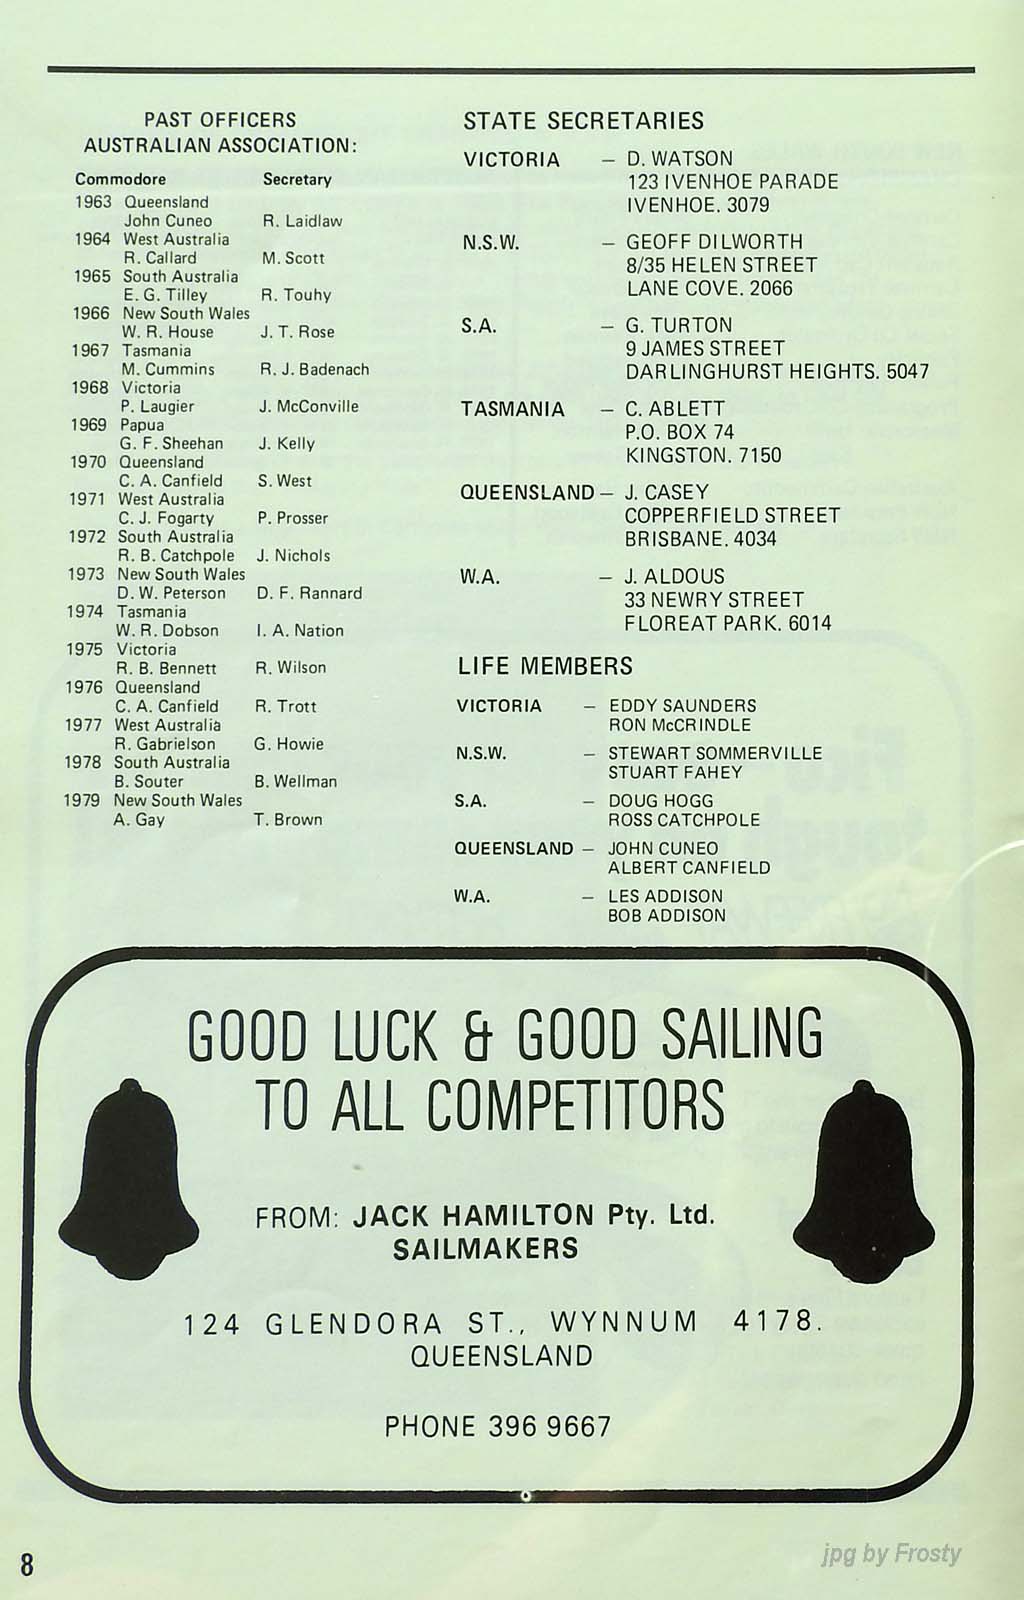 PAST OFFICERS
AUSTRALIAN ASSOCIATION:
Commodore Secretary
1963 Queensland
John Cuneo R. Laidlaw
1964 West Australia
R. Callard M. Scott
1965 South Australia
E. G. Tilley R. Touhy
1966 New South Wales
W. R. House J. T. Rose
1967 Tasmania
M. Cummins R. J. Badenach
1968 Victoria
P. Laugier J. McConville
1969 Papua
G. F. Sheehan J. Kelly
1970 Queensland
C. A. Canfield S. West
1971 West Australia
C. J. Fogarty P. Prosser
1972 South Australia
R. B. Catchpole J. Nichols
1973 New South Wales
D. W. Peterson D. F. Rannard
1974 Tasmania
W. R. Dobson I. A. Nation
1975 Victoria
R. B. Bennett R. Wilson
1976 Queensland
C. A. Canfield R. Trott
1977 West Australia
R. Gabrielson G. Howie
1978 South Australia
B. Souter B. Wellman
1979 New South Wales
A. Gay T. Brown
STATE SECRETARIES
VICTORIA – D. WATSON
123 IVENHOE PARADE
IVENHOE. 3079
N.S.W. – GEOFF DILWORTH
8/35 HELEN STREET
LANE COVE. 2066
S.A. – G. TURTON
9 JAMES STREET
DARLINGHURST HEIGHTS. 5047
TASMANIA – C. ABLETT
P.O. BOX 74
KINGSTON. 7150
QUEENSLAND – J. CASEY
COPPERFIELD STREET
BRISBANE. 4034
W.A. – J. ALDOUS
33 NEWRY STREET
FLOREAT PARK. 6014
LIFE MEMBERS
VICTORIA – EDDY SAUNDERS
RON McCRINDLE
N.S.W. – STEWART SOMMERVILLE
STUART FAHEY
S.A. – DOUG HOGG
ROSS CATCHPOLE
QUEENSLAND – JOHN CUNEO
ALBERT CANFIELD
W.A. – LES ADDISON
BOB ADDISON
GOOD LUCK & GOOD SAILING
TO ALL COMPETITORS
FROM: JACK HAMILTON Pty. Ltd.
SAILMAKERS
124 GLENDORA ST., WYNNUM 4178.
QUEENSLAND
PHONE 396 9667
8
jpg by Frosty